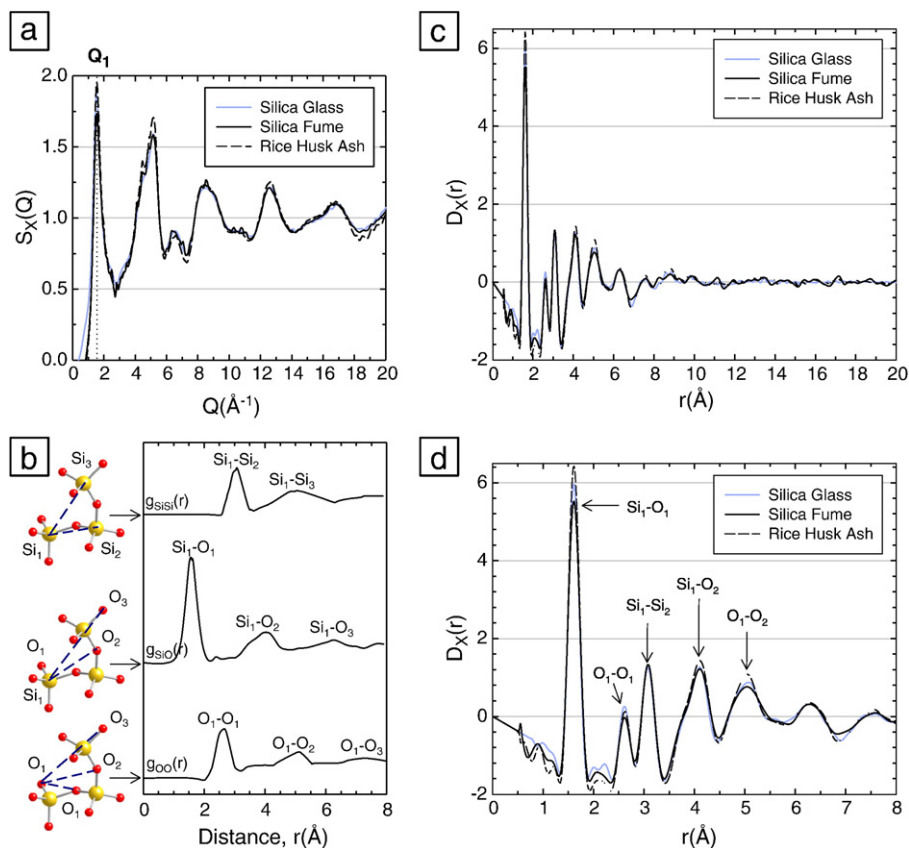 a
Q1
2.0
1.5
1.0
0.5
0.0
SX(Q)
Silica Glass
Silica Fume
Rice Husk Ash
0 2 4 6 8 10 12 14 16 18 20
Q(Å-1)
c
6
4
2
0
-2
DX(r)
Silica Glass
Silica Fume
Rice Husk Ash
0 2 4 6 8 10 12 14 16 18 20
r(Å)
b
Si3
Si1
Si2
gSiSi(r)
Si1-Si2
Si1-Si3
O3
O1
O2
Si1
gSiO(r)
Si1-O1
Si1-O2
Si1-O3
O3
O1
O2
O1
gOO(r)
O1-O1
O1-O2
O1-O3
0 2 4 6 8
Distance, r(Å)
d
6
4
2
0
-2
DX(r)
Silica Glass
Silica Fume
Rice Husk Ash
Si1-O1
O1-O1
Si1-Si2
Si1-O2
O1-O2
0 1 2 3 4 5 6 7 8
r(Å)